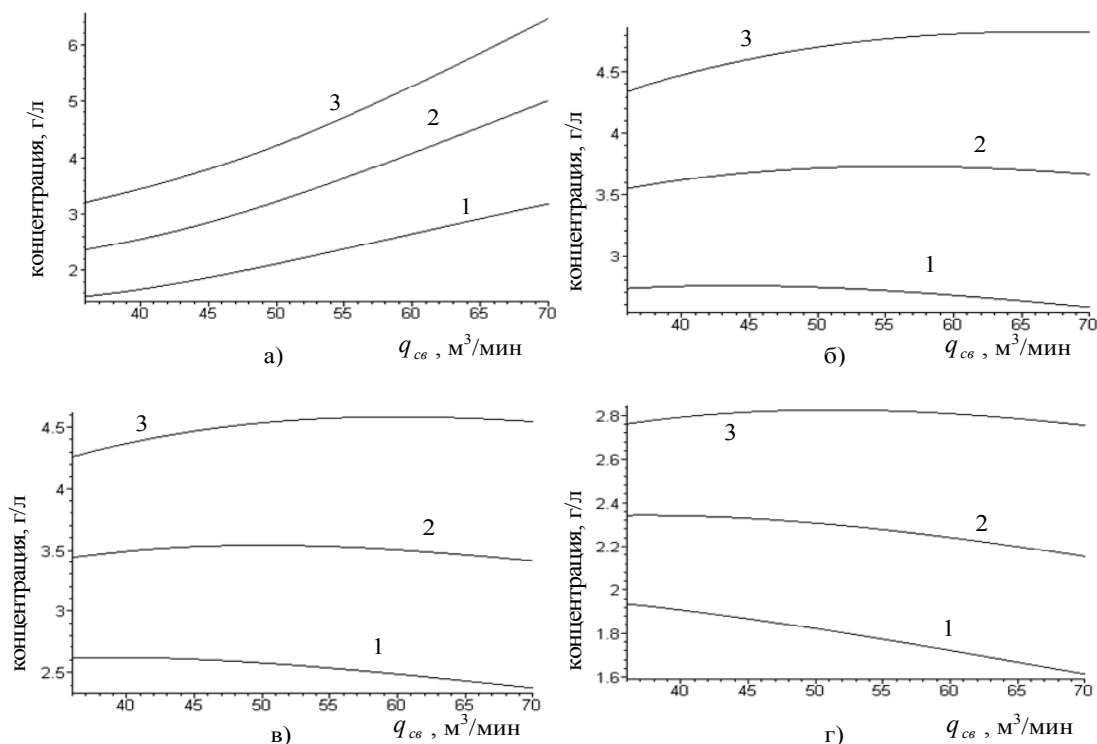 концентрация, г/л
6
5
4
3
2
3
2
1
40 45 50 55 60 65 70
а) q_св , м³/мин
концентрация, г/л
4.5
4
3.5
3
3
2
1
40 45 50 55 60 65 70
б) q_св , м³/мин
концентрация, г/л
4.5
4
3.5
3
2.5
3
2
1
40 45 50 55 60 65 70
в) q_св , м³/мин
концентрация, г/л
2.8
2.6
2.4
2.2
2
1.8
1.6
3
2
1
40 45 50 55 60 65 70
г) q_св , м³/мин